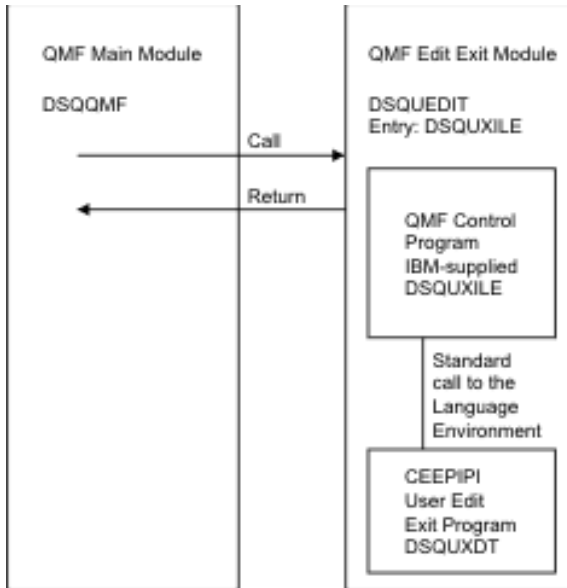 QMF Main Module
DSQQMF
Call
Return
QMF Edit Exit Module
DSQUEDIT
Entry: DSQUXILE
QMF Control
Program
IBM-supplied
DSQUXILE
Standard
call to the
Language
Environment
CEEPIPI
User Edit
Exit Program
DSQUXDT